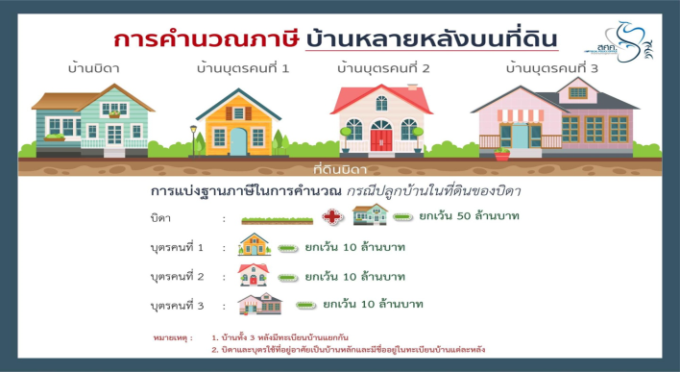 การคำนวณภาษี บ้านหลายหลังบนที่ดิน
สคค.
บ้านบิดา บ้านบุตรคนที่ 1 บ้านบุตรคนที่ 2 บ้านบุตรคนที่ 3
ที่ดินบิดา
การแบ่งฐานภาษีในการคำนวณ กรณีปลูกบ้านในที่ดินของบิดา
บิดา : ยกเว้น 50 ล้านบาท
บุตรคนที่ 1 : ยกเว้น 10 ล้านบาท
บุตรคนที่ 2 : ยกเว้น 10 ล้านบาท
บุตรคนที่ 3 : ยกเว้น 10 ล้านบาท
หมายเหตุ : 1. บ้านทั้ง 3 หลังมีทะเบียนบ้านแยกกัน
2. บิดาและบุตรใช้ที่อยู่อาศัยเป็นบ้านหลักและมีชื่ออยู่ในทะเบียนบ้านแต่ละหลัง